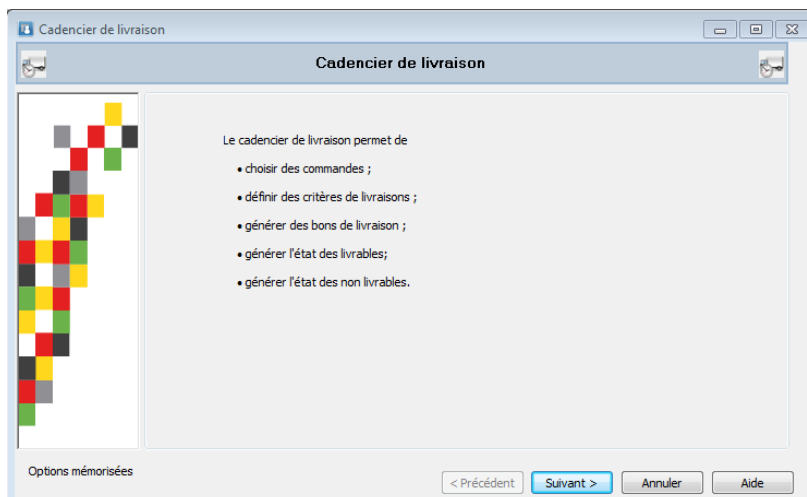 Cadencier de livraison
Cadencier de livraison
Le cadencier de livraison permet de
• choisir des commandes ;
• définir des critères de livraisons ;
• générer des bons de livraison ;
• générer l'état des livrables;
• générer l'état des non livrables.
Options mémorisées
< Précédent Suivant > Annuler Aide